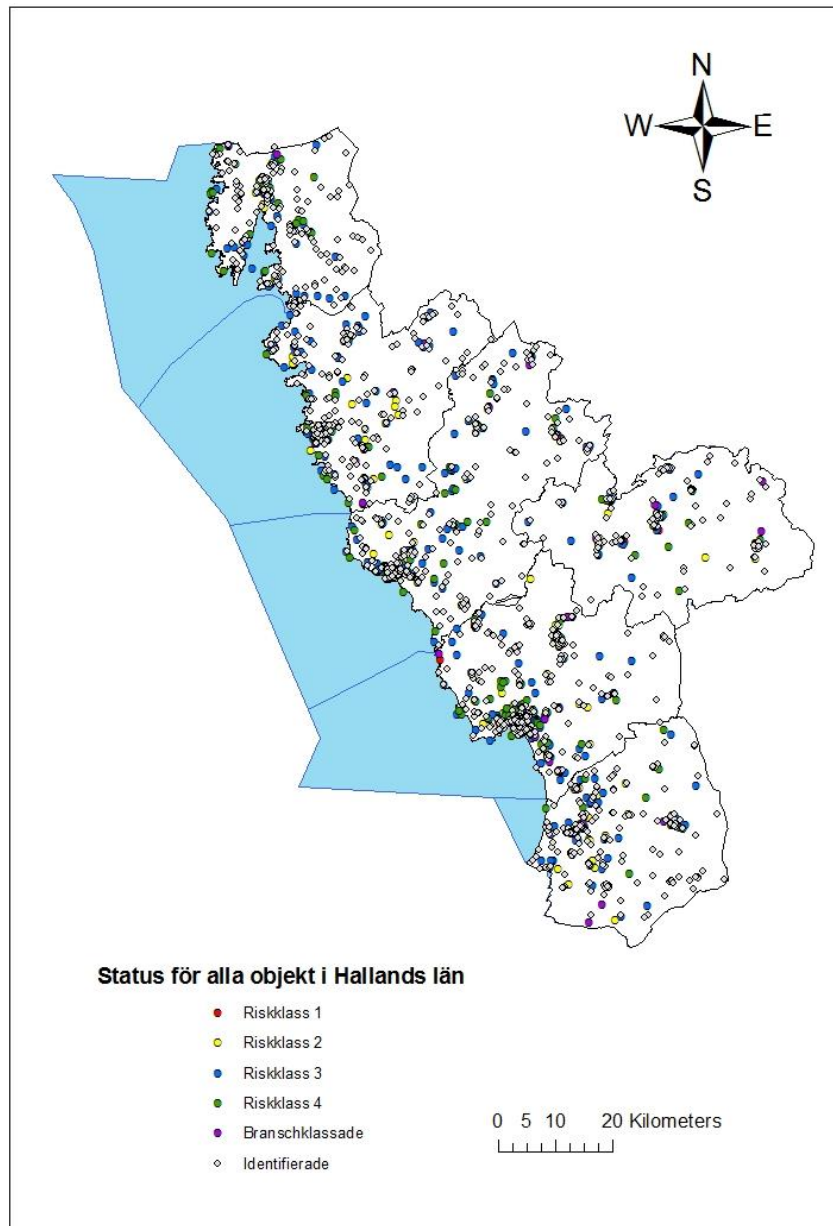 N
W E
S
Status för alla objekt i Hallands län
Riskklass 1
Riskklass 2
Riskklass 3
Riskklass 4
Branschklassade
Identifierade
0 5 10 20 Kilometers